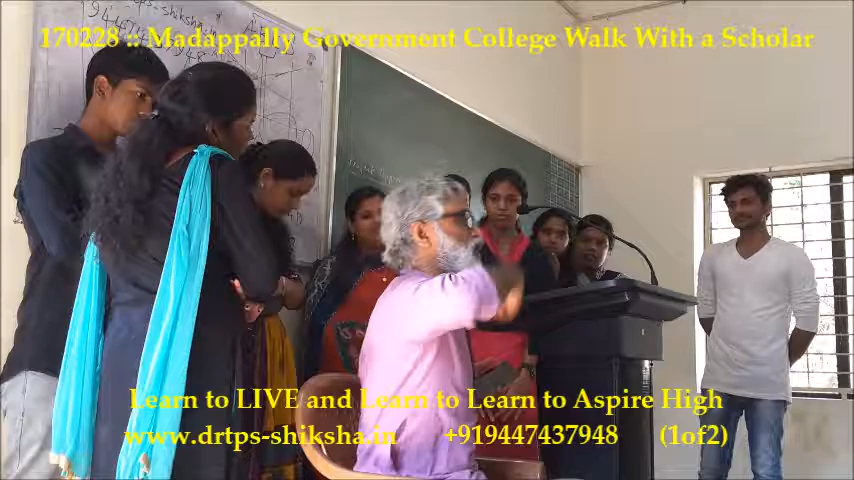 170228 :: Madappally Government College Walk With a Scholar
Learn to LIVE and Learn to Learn to Aspire High
www.drtps-shiksha.in +919447437948 (1of2)